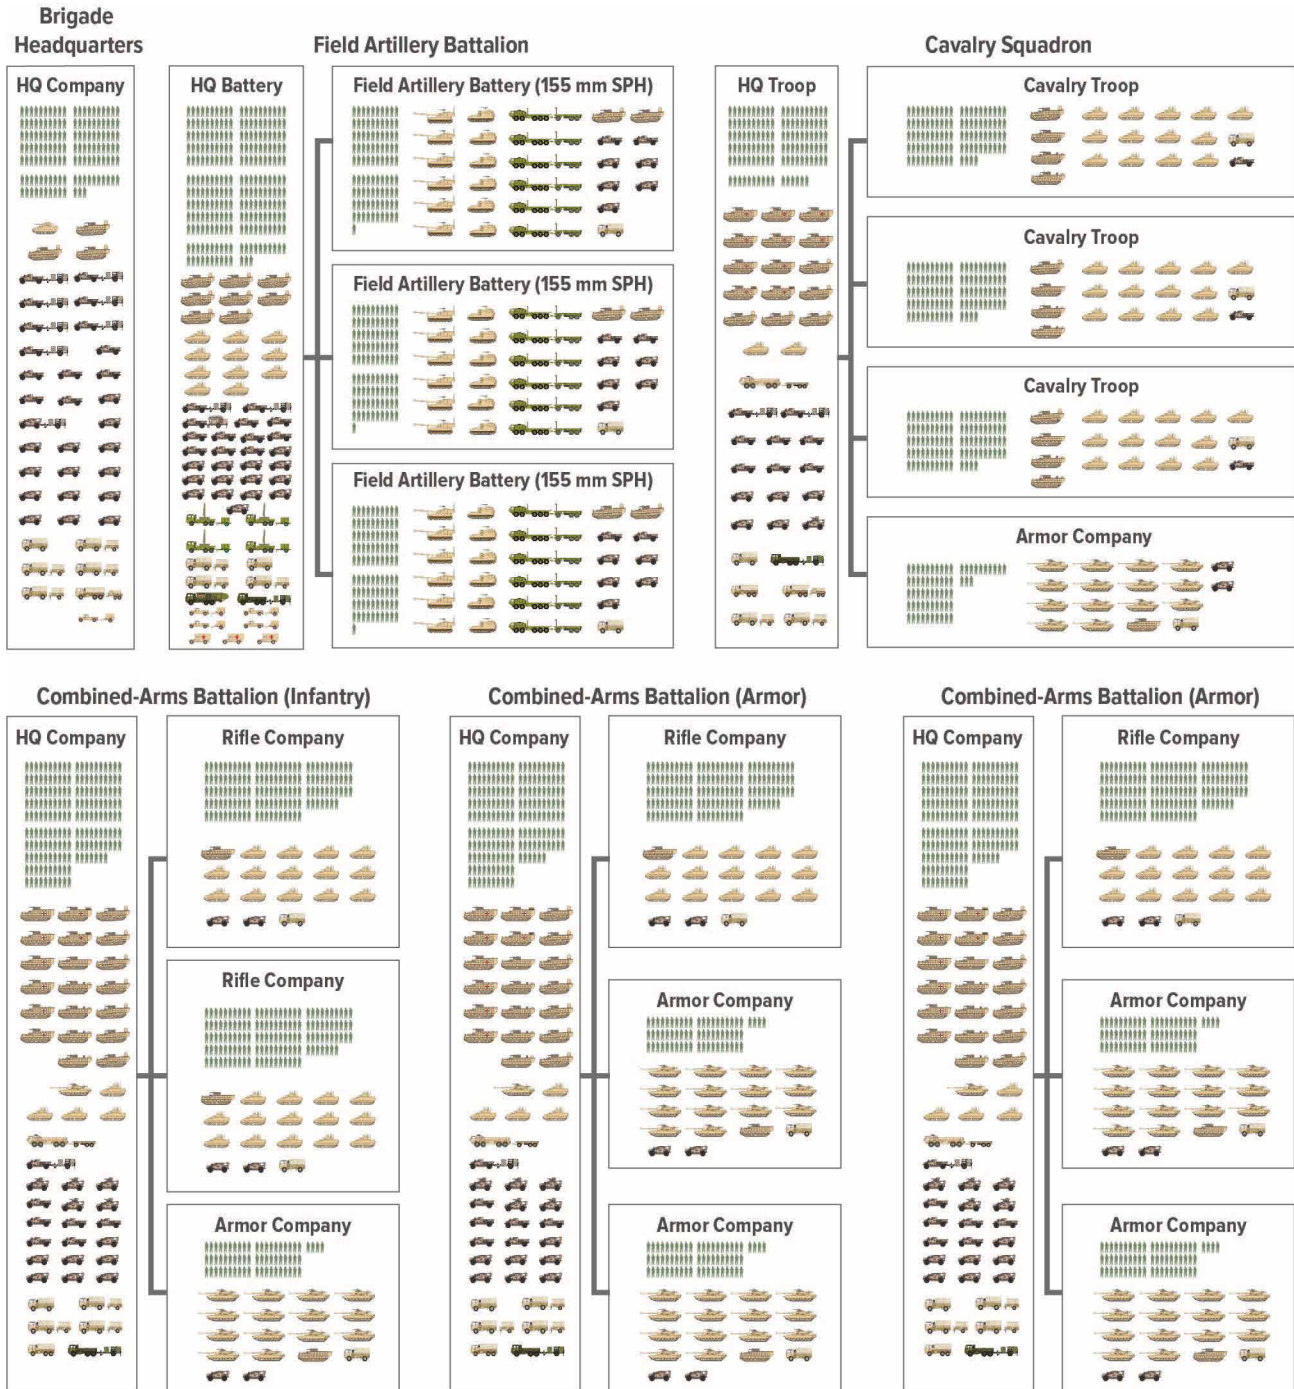 Brigade
Headquarters
Field Artillery Battalion
Cavalry Squadron
HQ Company
HQ Battery
Field Artillery Battery (155 mm SPH)
Field Artillery Battery (155 mm SPH)
Field Artillery Battery (155 mm SPH)
HQ Troop
Cavalry Troop
Cavalry Troop
Cavalry Troop
Armor Company
Combined-Arms Battalion (Infantry)
Combined-Arms Battalion (Armor)
Combined-Arms Battalion (Armor)
HQ Company
Rifle Company
Rifle Company
Armor Company
HQ Company
Rifle Company
Armor Company
Armor Company
HQ Company
Rifle Company
Armor Company
Armor Company